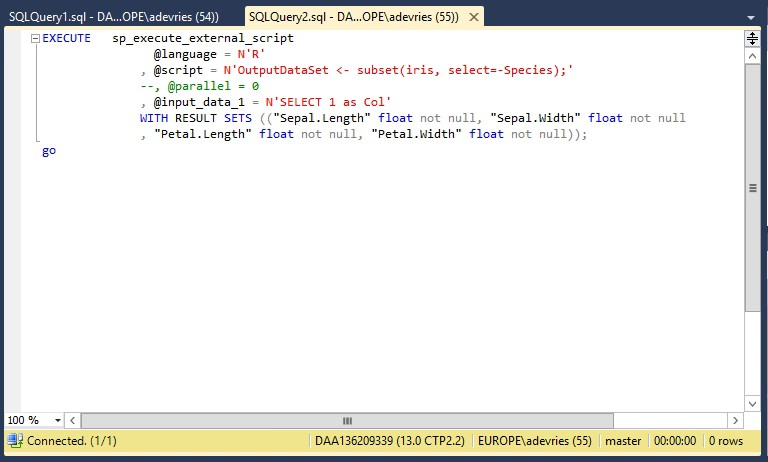 SQLQuery1.sql - DA...OPE\adevries (54))  SQLQuery2.sql - DA...OPE\adevries (55))
EXECUTE   sp_execute_external_script
@language = N'R'
, @script = N'OutputDataSet <- subset(iris, select=-Species);'
--, @parallel = 0
, @input_data_1 = N'SELECT 1 as Col'
WITH RESULT SETS (("Sepal.Length" float not null, "Sepal.Width" float not null
, "Petal.Length" float not null, "Petal.Width" float not null));
go
100 %
Connected. (1/1)  DAA136209339 (13.0 CTP2.2)  EUROPE\adevries (55)  master  00:00:00  0 rows